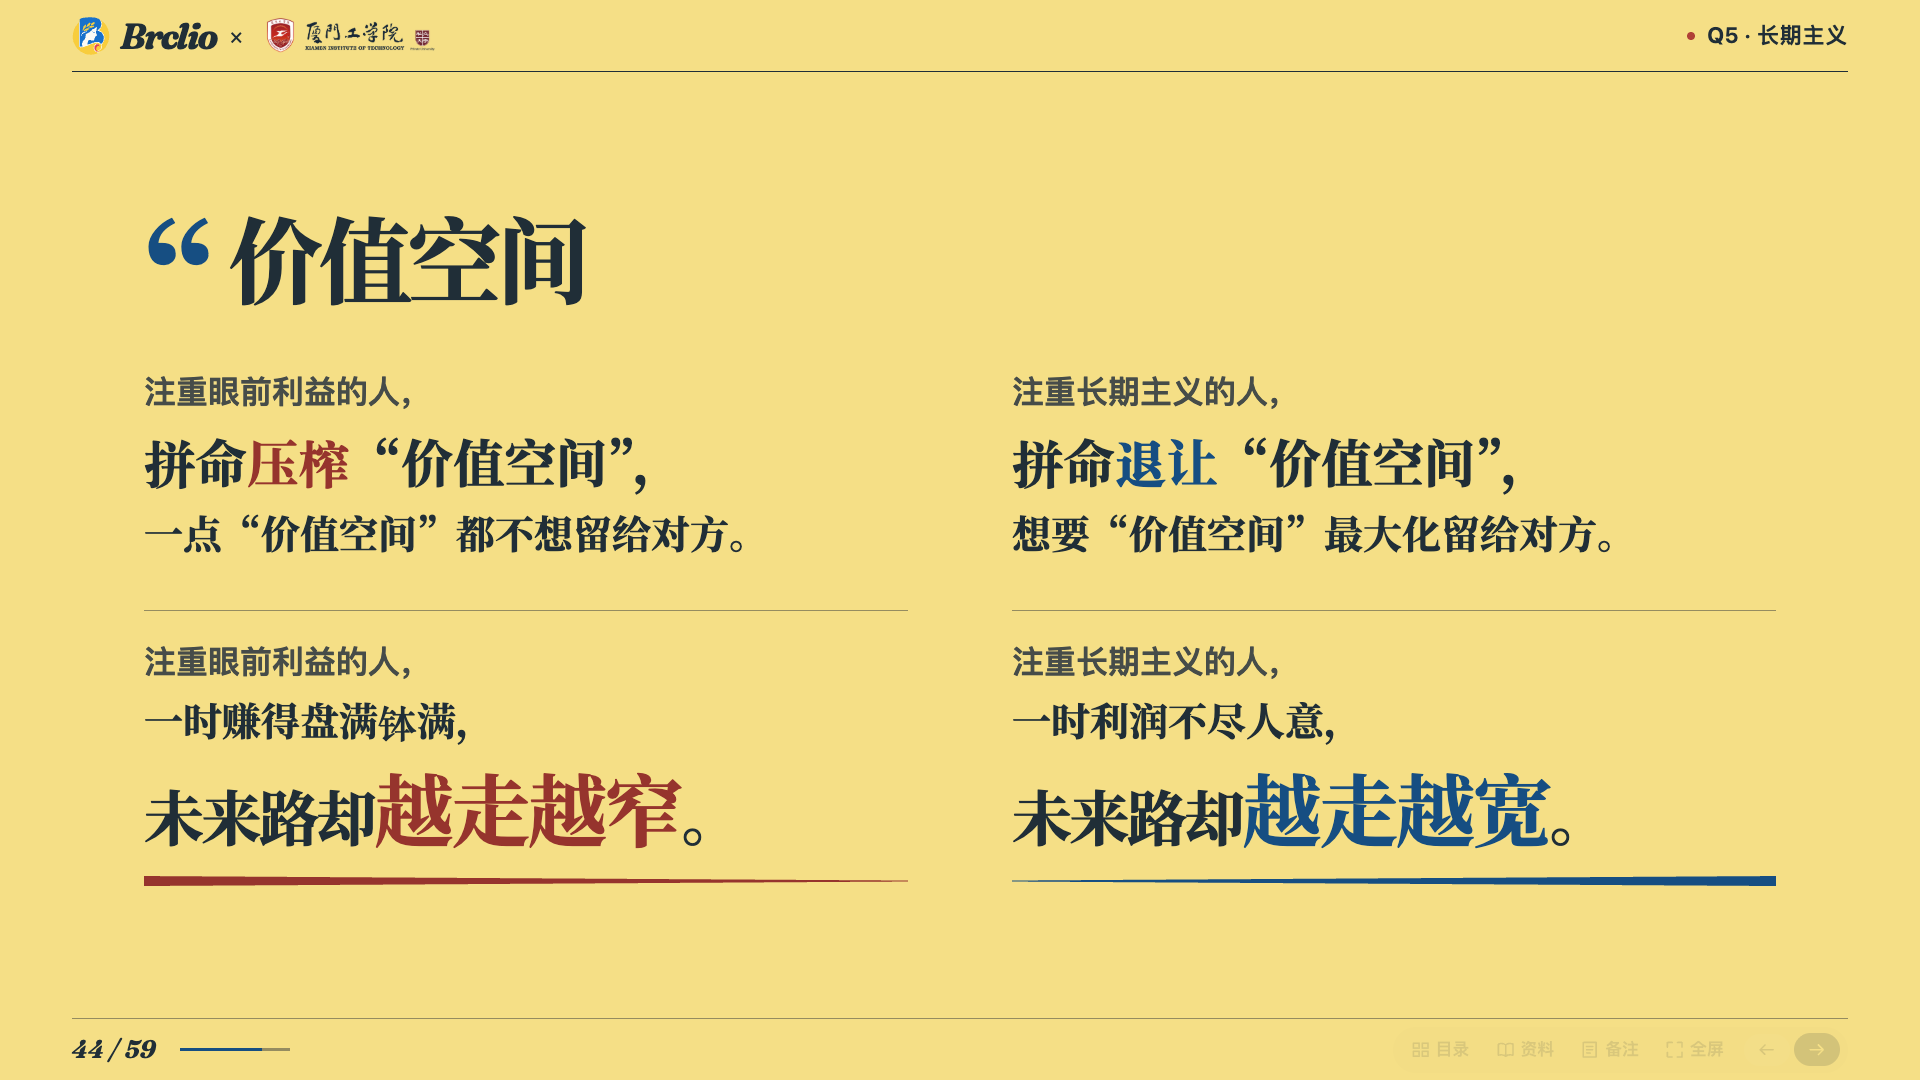 Brclio × 厦門工学院
XIAMEN INSTITUTE OF TECHNOLOGY
Q5 · 长期主义
“价值空间
注重眼前利益的人，
拼命压榨“价值空间”，
一点“价值空间”都不想留给对方。
注重长期主义的人，
拼命退让“价值空间”，
想要“价值空间”最大化留给对方。
注重眼前利益的人，
一时赚得盘满钵满，
未来路却越走越窄。
注重长期主义的人，
一时利润不尽人意，
未来路却越走越宽。
44 / 59
目录 资料 备注 全屏 ← →